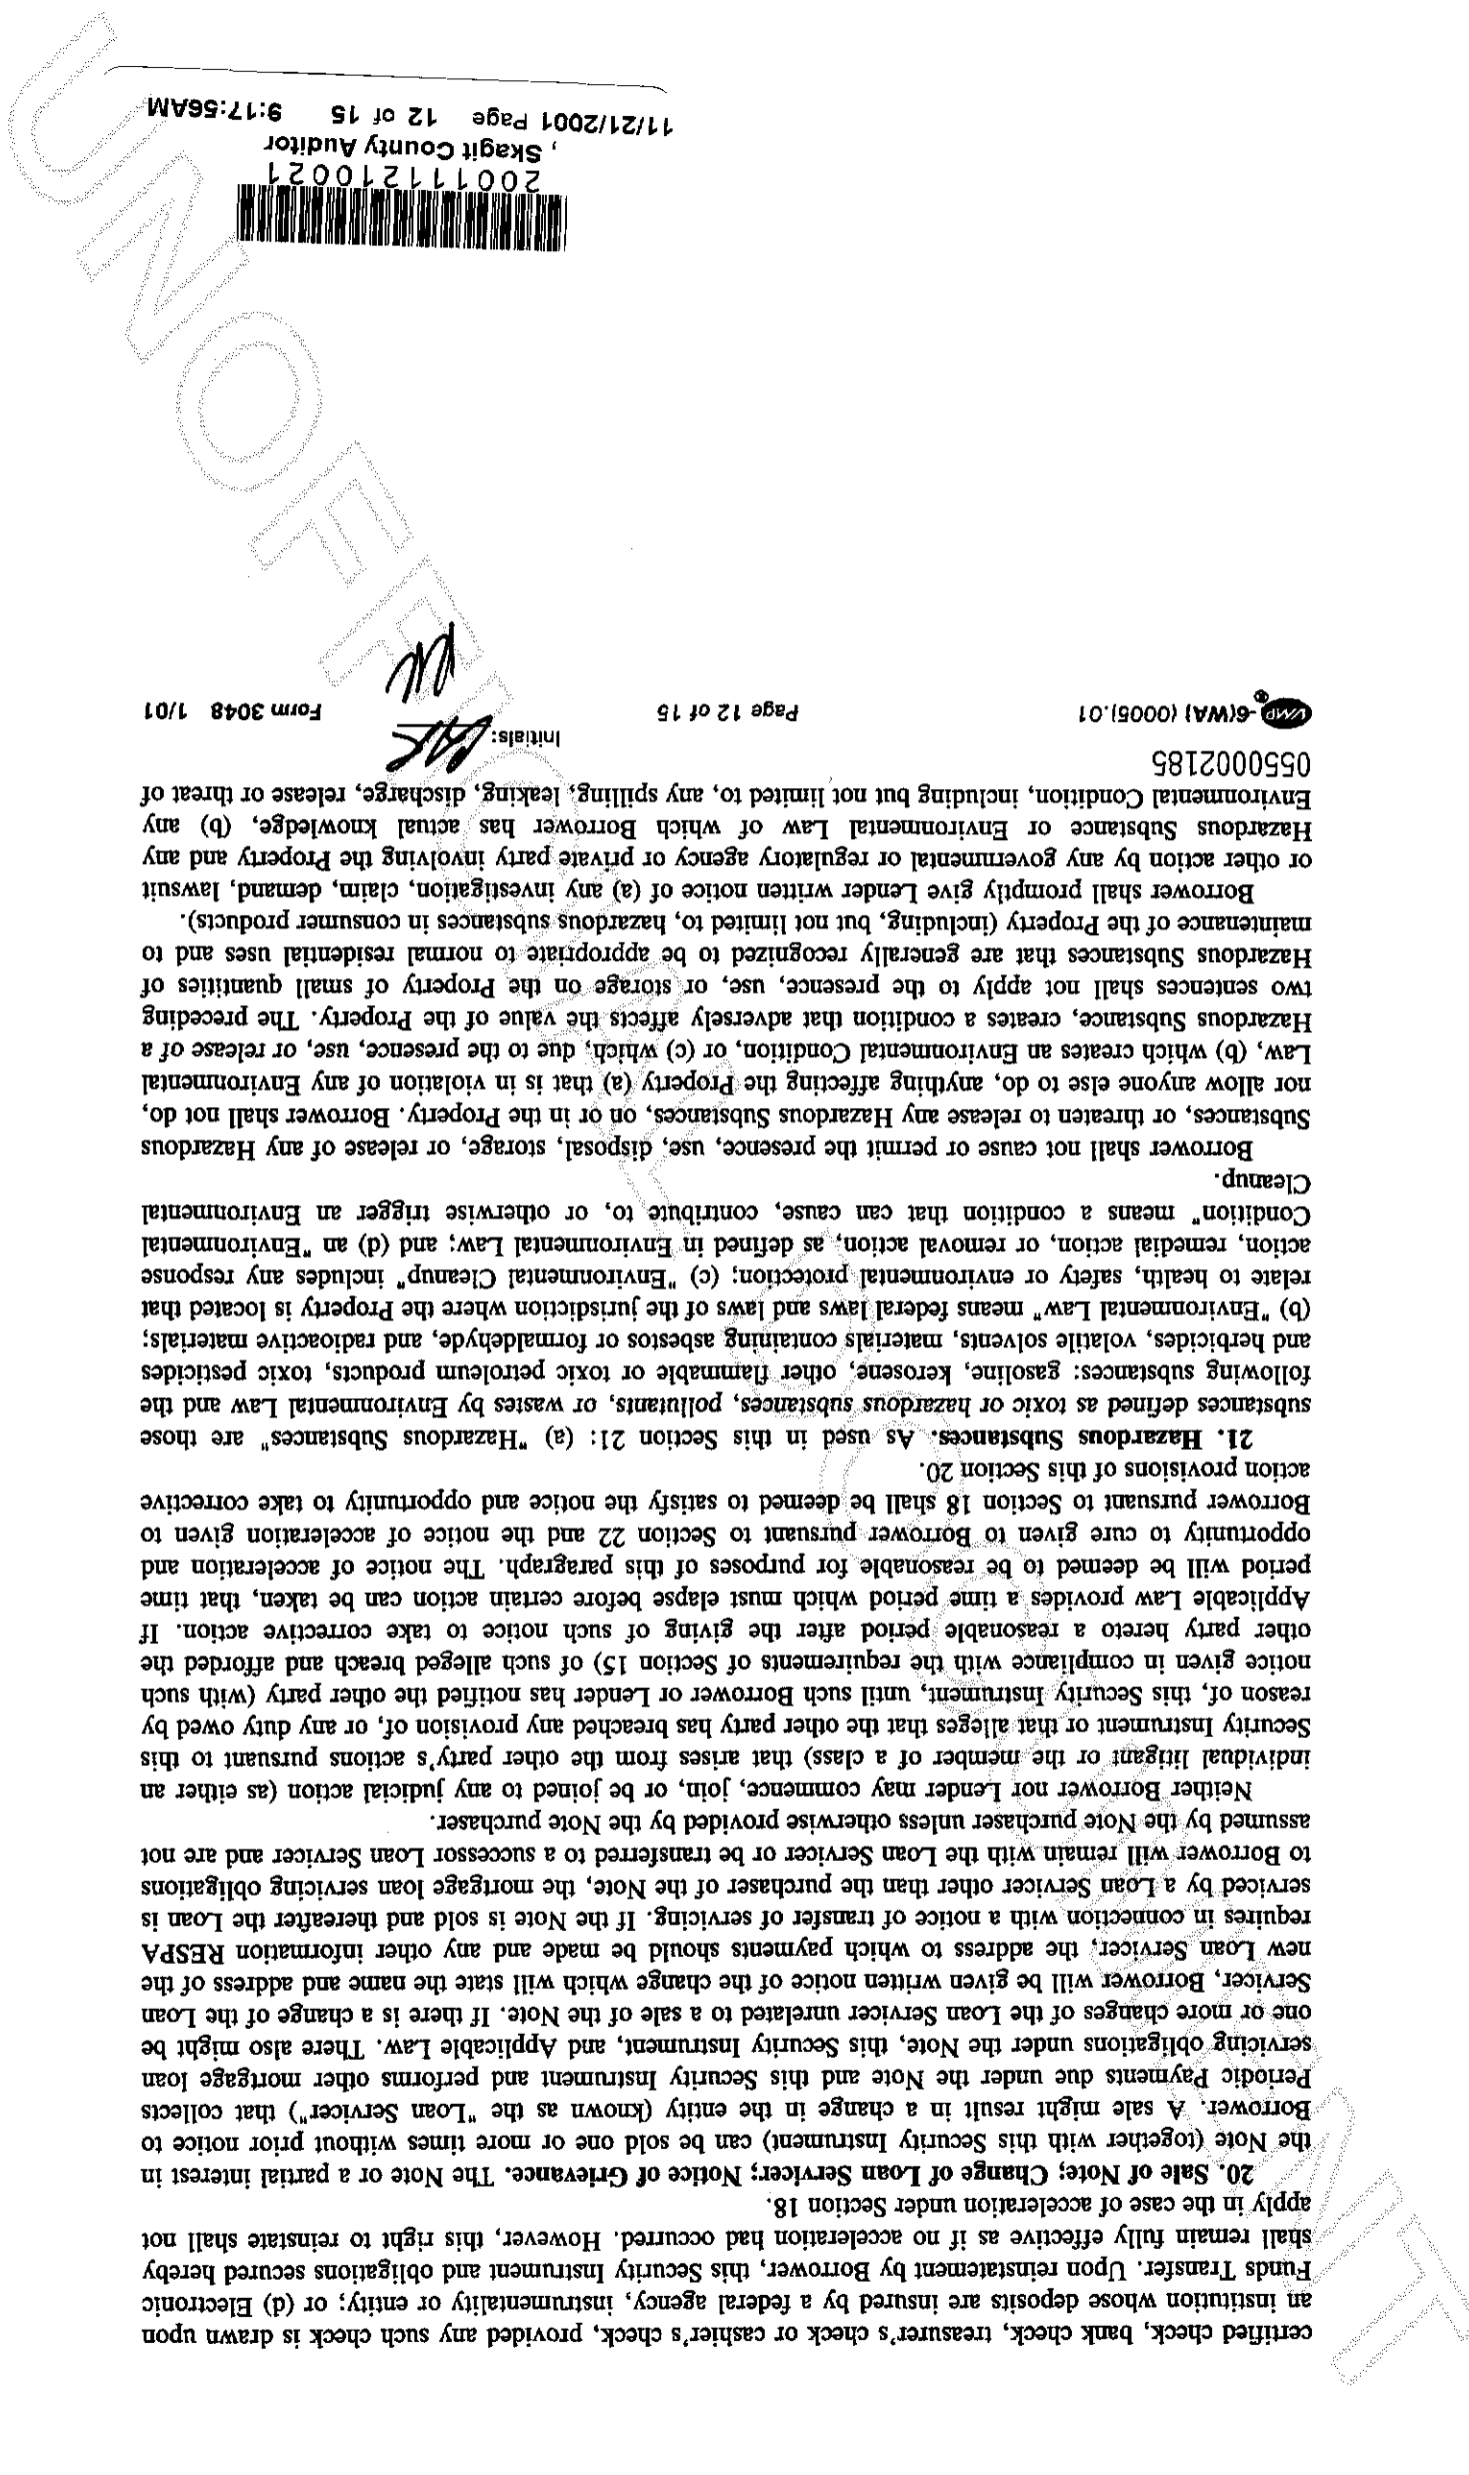 certified check, bank check, treasurer's check or cashier's check, provided any such check is drawn upon
an institution whose deposits are insured by a federal agency, instrumentality or entity; or (d) Electronic
Funds Transfer. Upon reinstatement by Borrower, this Security Instrument and obligations secured hereby
shall remain fully effective as if no acceleration had occurred. However, this right to reinstate shall not
apply in the case of acceleration under Section 18.
20. Sale of Note; Change of Loan Servicer; Notice of Grievance. The Note or a partial interest in
the Note (together with this Security Instrument) can be sold one or more times without prior notice to
Borrower. A sale might result in a change in the entity (known as the "Loan Servicer") that collects
Periodic Payments due under the Note and this Security Instrument and performs other mortgage loan
servicing obligations under the Note, this Security Instrument, and Applicable Law. There also might be
one or more changes of the Loan Servicer unrelated to a sale of the Note. If there is a change of the Loan
Servicer, Borrower will be given written notice of the change which will state the name and address of the
new Loan Servicer, the address to which payments should be made and any other information RESPA
requires in connection with a notice of transfer of servicing. If the Note is sold and thereafter the Loan is
serviced by a Loan Servicer other than the purchaser of the Note, the mortgage loan servicing obligations
to Borrower will remain with the Loan Servicer or be transferred to a successor Loan Servicer and are not
assumed by the Note purchaser unless otherwise provided by the Note purchaser.
Neither Borrower nor Lender may commence, join, or be joined to any judicial action (as either an
individual litigant or the member of a class) that arises from the other party's actions pursuant to this
Security Instrument or that alleges that the other party has breached any provision of, or any duty owed by
reason of, this Security Instrument, until such Borrower or Lender has notified the other party (with such
notice given in compliance with the requirements of Section 15) of such alleged breach and afforded the
other party hereto a reasonable period after the giving of such notice to take corrective action. If
Applicable Law provides a time period which must elapse before certain action can be taken, that time
period will be deemed to be reasonable for purposes of this paragraph. The notice of acceleration and
opportunity to cure given to Borrower pursuant to Section 22 and the notice of acceleration given to
Borrower pursuant to Section 18 shall be deemed to satisfy the notice and opportunity to take corrective
action provisions of this Section 20.
21. Hazardous Substances. As used in this Section 21: (a) "Hazardous Substances" are those
substances defined as toxic or hazardous substances, pollutants, or wastes by Environmental Law and the
following substances: gasoline, kerosene, other flammable or toxic petroleum products, toxic pesticides
and herbicides, volatile solvents, materials containing asbestos or formaldehyde, and radioactive materials;
(b) "Environmental Law" means federal laws and laws of the jurisdiction where the Property is located that
relate to health, safety or environmental protection; (c) "Environmental Cleanup" includes any response
action, remedial action, or removal action, as defined in Environmental Law; and (d) an "Environmental
Condition" means a condition that can cause, contribute to, or otherwise trigger an Environmental
Cleanup.
Borrower shall not cause or permit the presence, use, disposal, storage, or release of any Hazardous
Substances, or threaten to release any Hazardous Substances, on or in the Property. Borrower shall not do,
nor allow anyone else to do, anything affecting the Property (a) that is in violation of any Environmental
Law, (b) which creates an Environmental Condition, or (c) which, due to the presence, use, or release of a
Hazardous Substance, creates a condition that adversely affects the value of the Property. The preceding
two sentences shall not apply to the presence, use, or storage on the Property of small quantities of
Hazardous Substances that are generally recognized to be appropriate to normal residential uses and to
maintenance of the Property (including, but not limited to, hazardous substances in consumer products).
Borrower shall promptly give Lender written notice of (a) any investigation, claim, demand, lawsuit
or other action by any governmental or regulatory agency or private party involving the Property and any
Hazardous Substance or Environmental Law of which Borrower has actual knowledge, (b) any
Environmental Condition, including but not limited to, any spilling, leaking, discharge, release or threat of
05520002185
Initials:
VMP -6(WA) (0005).01 Page 12 of 15 Form 3048 1/01
200111210021
, Skagit County Auditor
11/21/2001 Page 12 of 15 9:17:56AM
UNOFFICIAL DOCUMENT